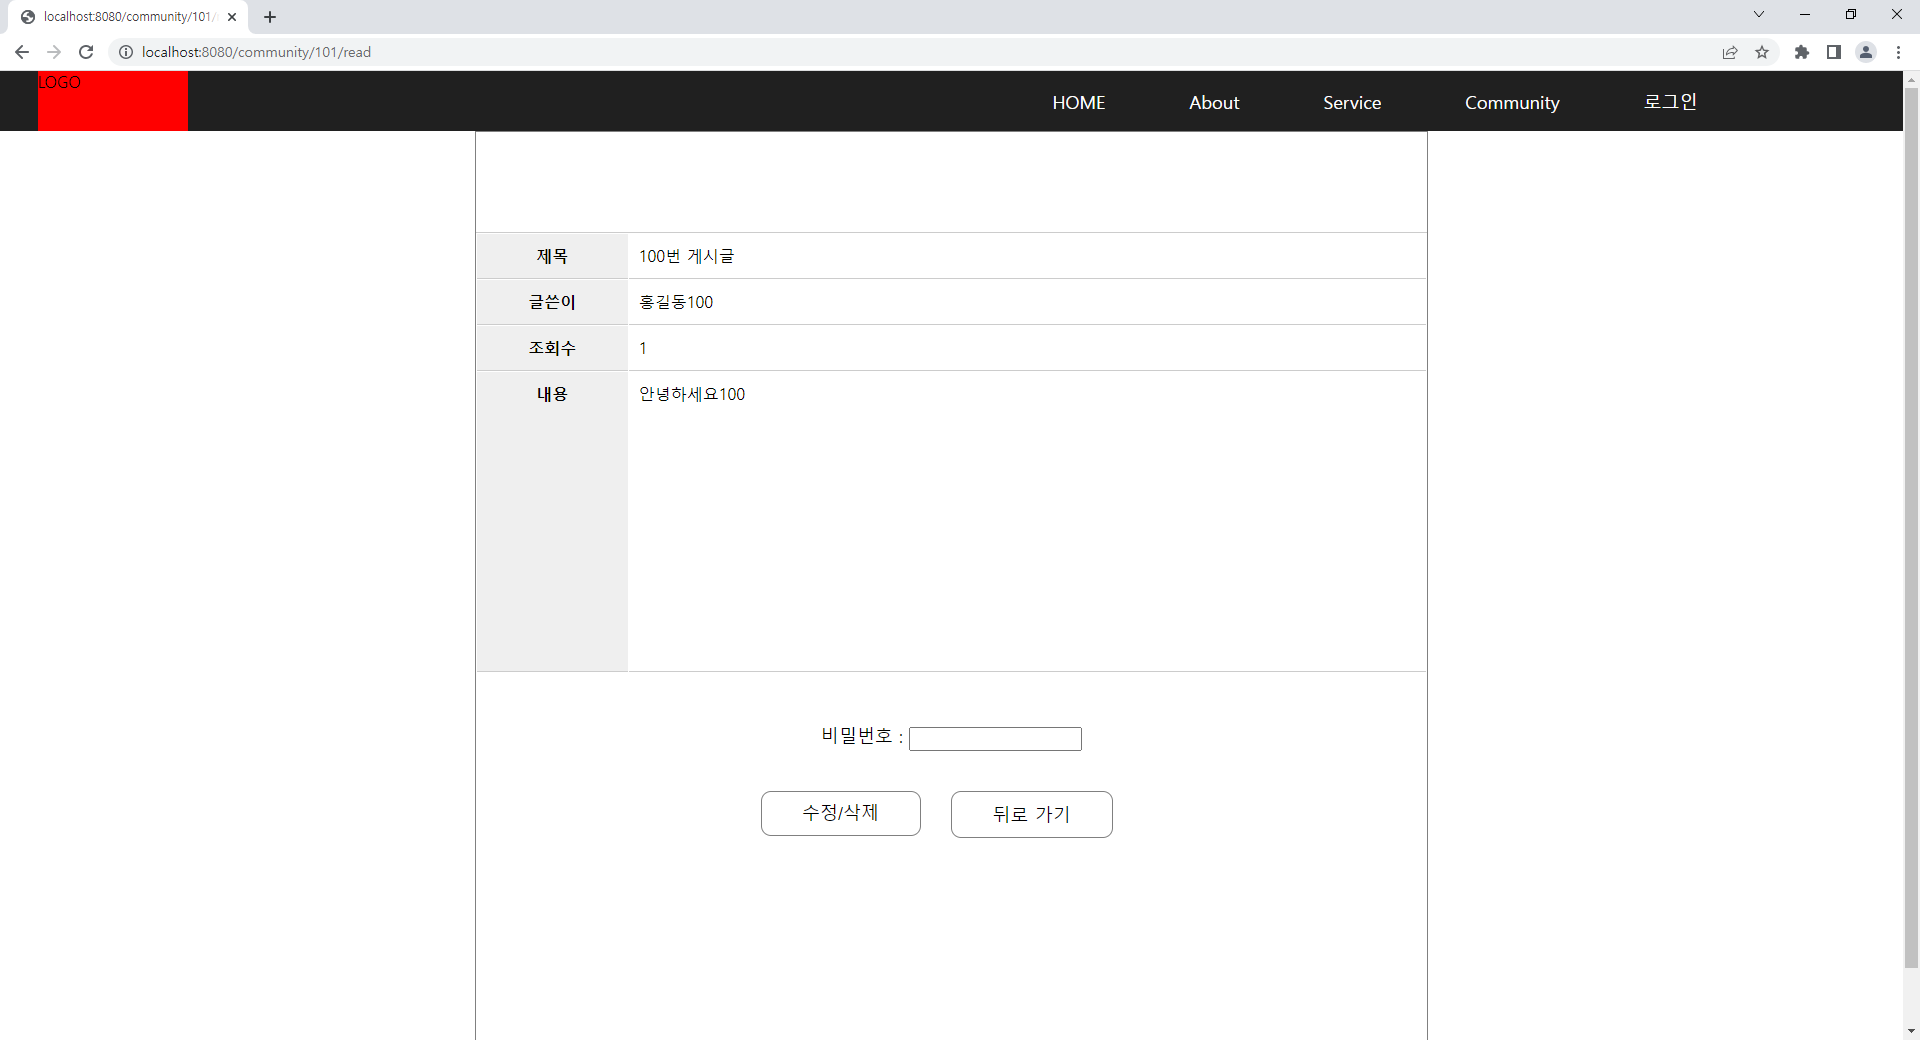 localhost:8080/community/101/
localhost:8080/community/101/read
LOGO
HOME About Service Community 로그인
제목 100번 게시글
글쓴이 홍길동100
조회수 1
내용 안녕하세요100
비밀번호 :
수정/삭제 뒤로 가기